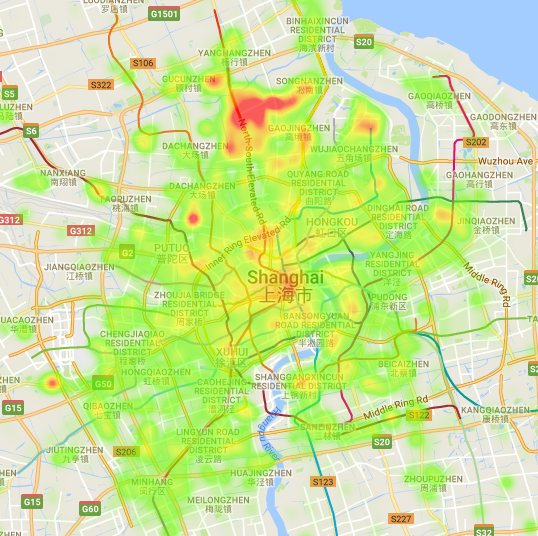 LUODIANZHEN
罗店镇
G1501
BINHAIXINCUN
RESIDENTIAL
DISTRICT
海滨新村
S20
YANGHANGZHEN
杨行镇
S106
S322
GUCUNZHEN
顾村镇
SONGNANZHEN
淞南镇
GAOQIAOZHEN
高桥镇
S5
GAODONGZHEN
高东镇
S6
North-South Elevated Rd
GAOJINGZHEN
高境镇
S202
DACHANGZHEN
大场镇
WUJIAOCHANGZHEN
五角场镇
Wuzhou Ave
NANXIANG
南翔镇
QUYANG ROAD
RESIDENTIAL
DISTRICT
曲阳路
GAOHANGZHEN
高行镇
DACHANGZHEN
大场镇
TAOPUZHEN
桃浦镇
G312
G312
HONGKOU
虹口区
DINGHAI ROAD
RESIDENTIAL
DISTRICT
定海路
JINQIAOZHEN
金桥镇
Inner Ring Elevated Rd
PUTUO
普陀区
G2
YANGJING
RESIDENTIAL
DISTRICT
洋泾
JIANGQIAOZHEN
江桥镇
Middle Ring Rd
Shanghai
上海市
S20
ZHOUJIA BRIDGE
RESIDENTIAL
DISTRICT
周家桥
PUDONG
浦东新区
BANSONGYUAN
ROAD RESIDENTIAL
DISTRICT
半淞园路
HUACAOZHEN
华漕镇
CHENGJIAQIAO
RESIDENTIAL
DISTRICT
程家桥
XUHUI
徐汇区
BEICAIZHEN
北蔡镇
HONGQIAOZHEN
虹桥镇
G50
CAOHEJING
RESIDENTIAL
DISTRICT
漕河泾
SHANGGANGXINCUN
RESIDENTIAL DISTRICT
上钢新村
G15
QIBAOZHEN
七宝镇
Middle Ring Rd
S122
KANGQIAOZHEN
康桥镇
SANLINZHEN
三林镇
LINGYUN ROAD
RESIDENTIAL
DISTRICT
凌云路
S20
JIUTINGZHEN
九亭镇
S206
HUAJINGZHEN
华泾镇
MINHANG
闵行区
S123
ZHOUPUZHEN
周浦镇
MEILONGZHEN
梅陇镇
G15
G60
S227
S32